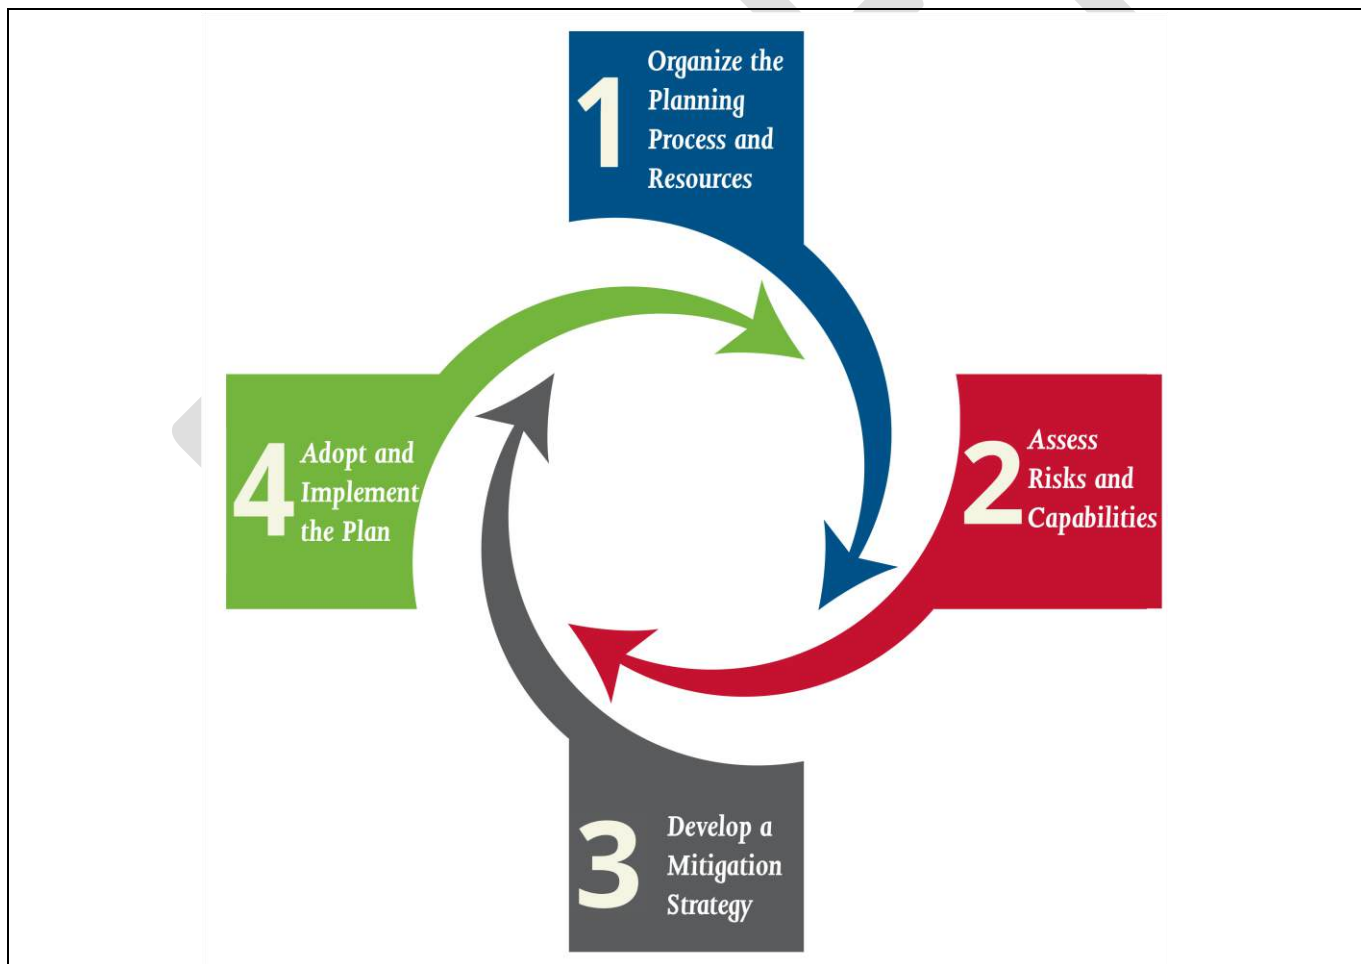 1
Organize the
Planning
Process and
Resources
2
Assess
Risks and
Capabilities
3
Develop a
Mitigation
Strategy
4
Adopt and
Implement
the Plan